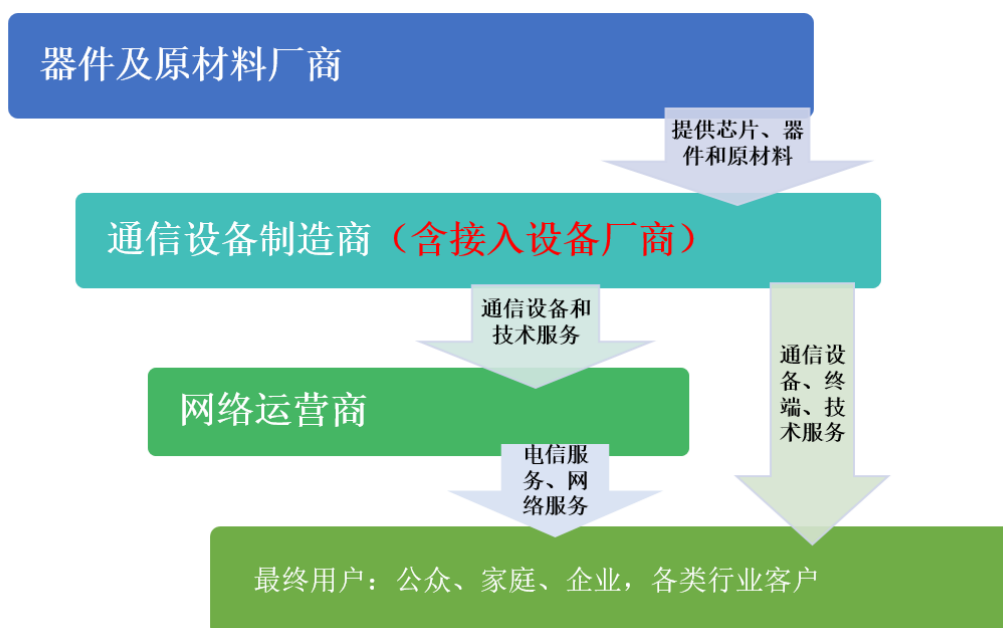 器件及原材料厂商
提供芯片、器
件和原材料
通信设备制造商（含接入设备厂商）
通信设备和
技术服务
通信设
备、终
端、技
术服务
网络运营商
电信服
务、网
络服务
最终用户：公众、家庭、企业，各类行业客户